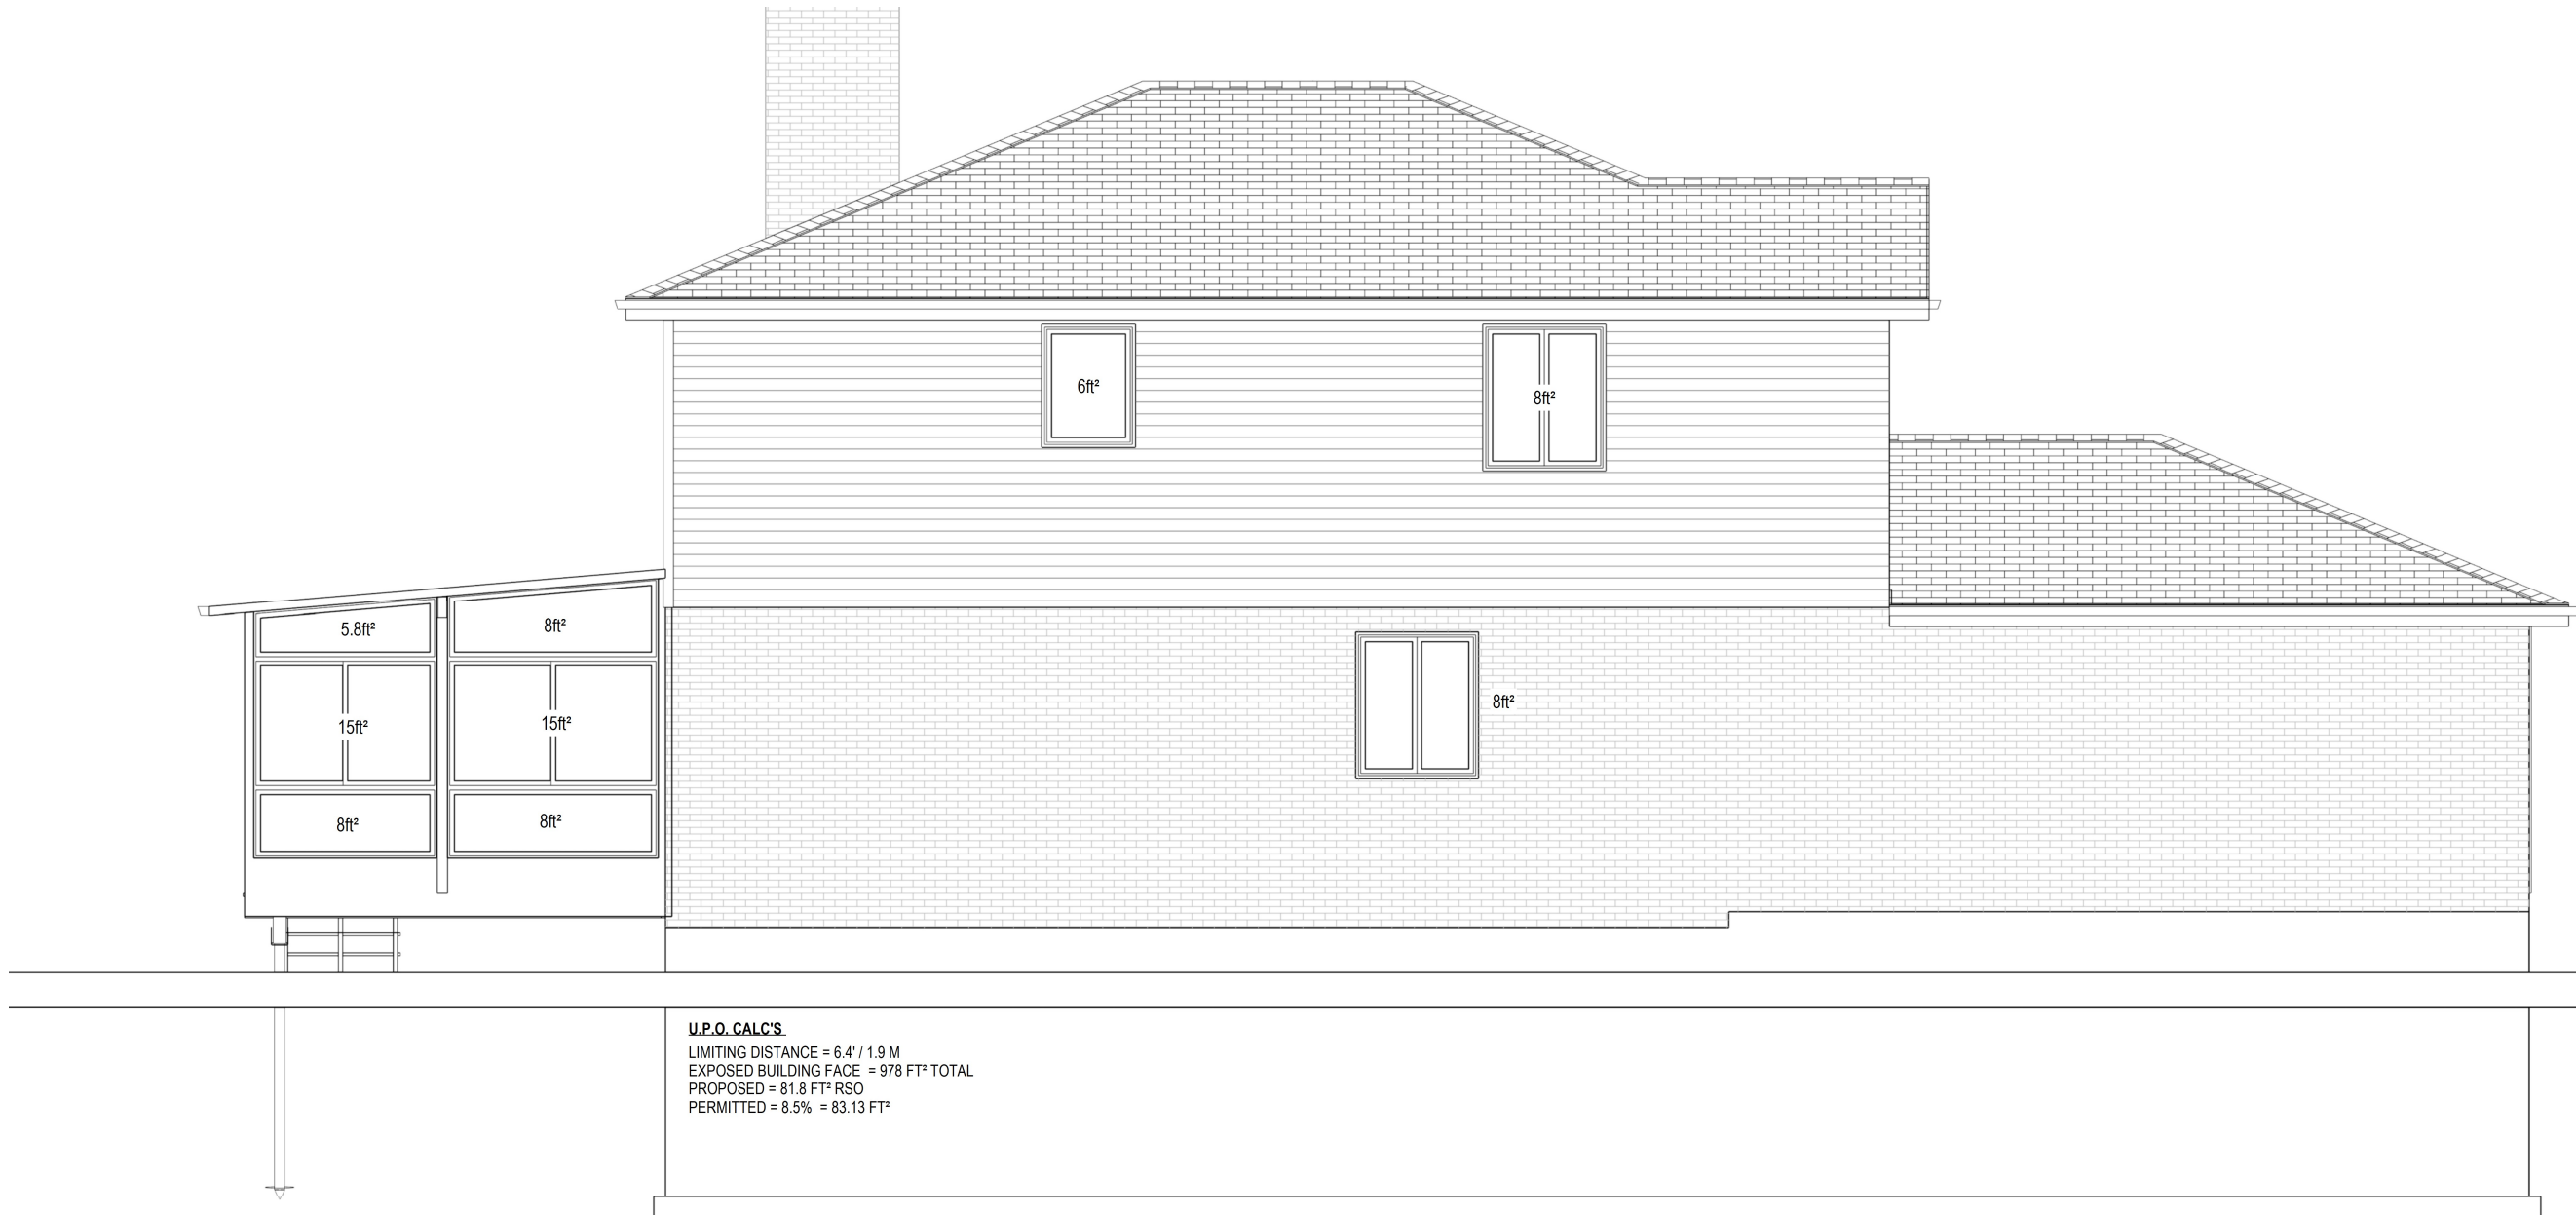 6ft²
8ft²
5.8ft²
8ft²
15ft²
15ft²
8ft²
8ft²
8ft²
U.P.O. CALC'S
LIMITING DISTANCE = 6.4' / 1.9 M
EXPOSED BUILDING FACE = 978 FT² TOTAL
PROPOSED = 81.8 FT² RSO
PERMITTED = 8.5% = 83.13 FT²